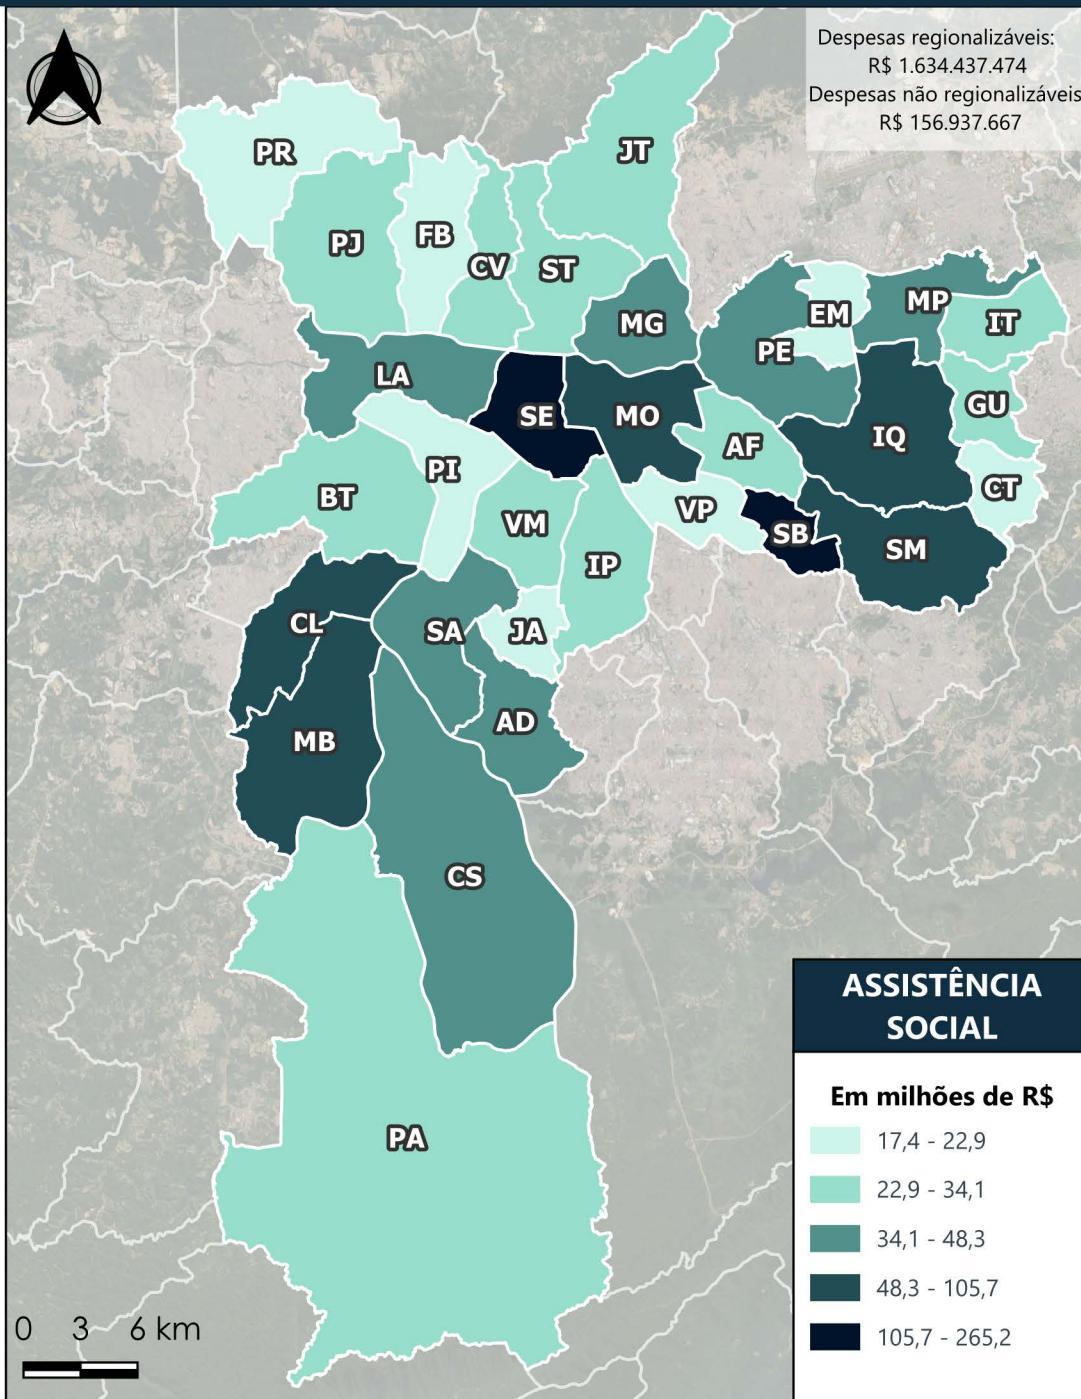 Despesas regionalizáveis:
R$ 1.634.437.474
Despesas não regionalizáveis
R$ 156.937.667
PR
JT
PJ
FB
CV
ST
MG
EM
MP
IT
PE
LA
SE
MO
GU
AF
IQ
PI
CT
BT
VM
VP
SB
SM
IP
CL
SA
JA
MB
AD
CS
PA
ASSISTÊNCIA
SOCIAL
Em milhões de R$
17,4 - 22,9
22,9 - 34,1
34,1 - 48,3
48,3 - 105,7
105,7 - 265,2
0 3 6 km